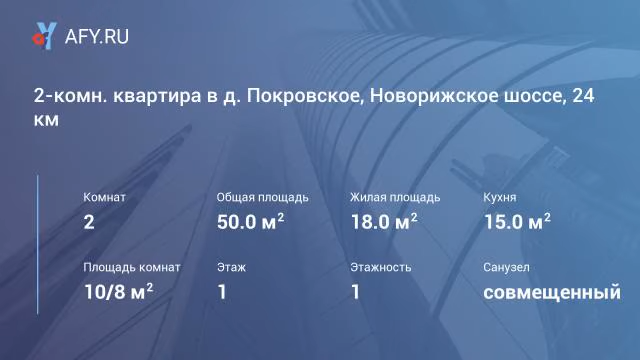 AFY.RU
2-комн. квартира в д. Покровское, Новорижское шоссе, 24
км
Комнат
Общая площадь
Жилая площадь
Кухня
2
50.0 м²
18.0 м²
15.0 м²
Площадь комнат
Этаж
Этажность
Санузел
10/8 м²
1
1
совмещенный